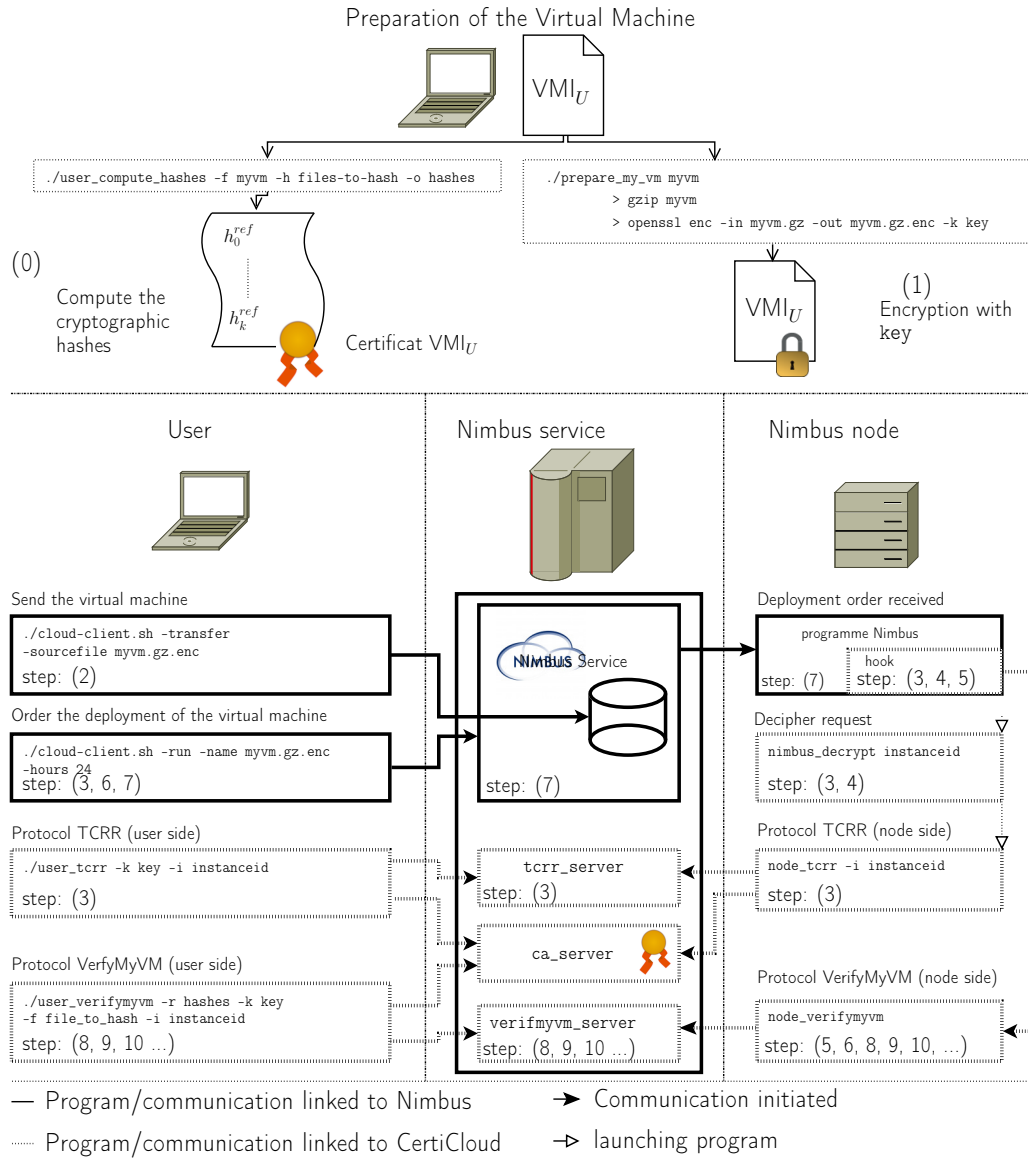 Preparation of the Virtual Machine
VMI_U
./user_compute_hashes -f myvm -h files-to-hash -o hashes
./prepare_my_vm myvm
> gzip myvm
> openssl enc -in myvm.gz -out myvm.gz.enc -k key
h_0^{ref}
h_k^{ref}
(0)
Compute the
cryptographic
hashes
Certificat VMI_U
VMI_U
(1)
Encryption with
key
User
Nimbus service
Nimbus node
Send the virtual machine
./cloud-client.sh -transfer
-sourcefile myvm.gz.enc
step: (2)
Order the deployment of the virtual machine
./cloud-client.sh -run -name myvm.gz.enc
-hours 24
step: (3, 6, 7)
Protocol TCRR (user side)
./user_tcrr -k key -i instanceid
step: (3)
Protocol VerfyMyVM (user side)
./user_verifymyvm -r hashes -k key
-f file_to_hash -i instanceid
step: (8, 9, 10 ...)
NIMBUS
Nimbus Service
step: (7)
tcrr_server
step: (3)
ca_server
verifmyvm_server
step: (8, 9, 10 ...)
Deployment order received
programme Nimbus
hook
step: (3, 4, 5)
step: (7)
Decipher request
nimbus_decrypt instanceid
step: (3, 4)
Protocol TCRR (node side)
node_tcrr -i instanceid
step: (3)
Protocol VerifyMyVM (node side)
node_verifymyvm
step: (5, 6, 8, 9, 10, ...)
Program/communication linked to Nimbus
Communication initiated
Program/communication linked to CertiCloud
launching program